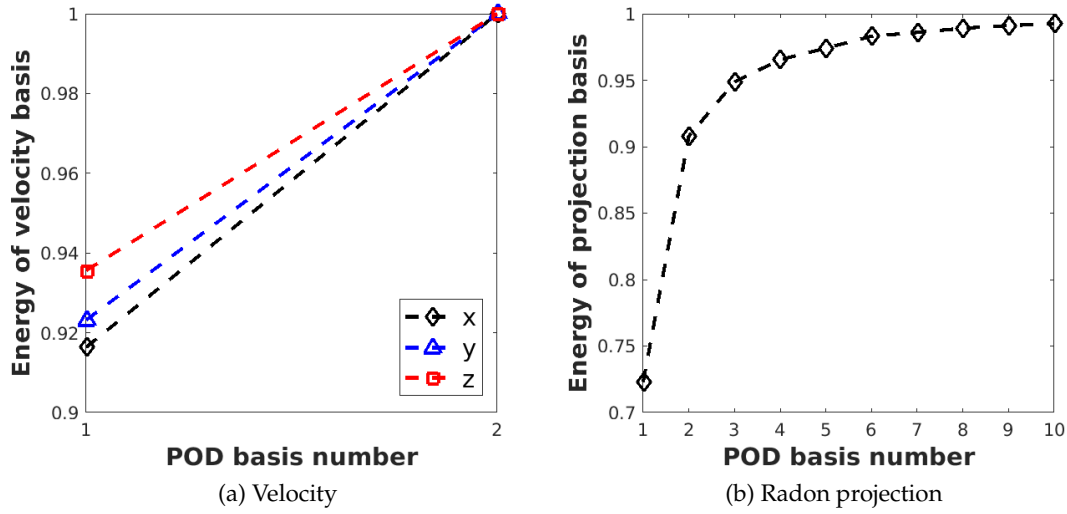 Energy of velocity basis
1
0.98
0.96
0.94
0.92
0.9
1
2
x
y
z
POD basis number
(a) Velocity
Energy of projection basis
1
0.95
0.9
0.85
0.8
0.75
0.7
1 2 3 4 5 6 7 8 9 10
POD basis number
(b) Radon projection